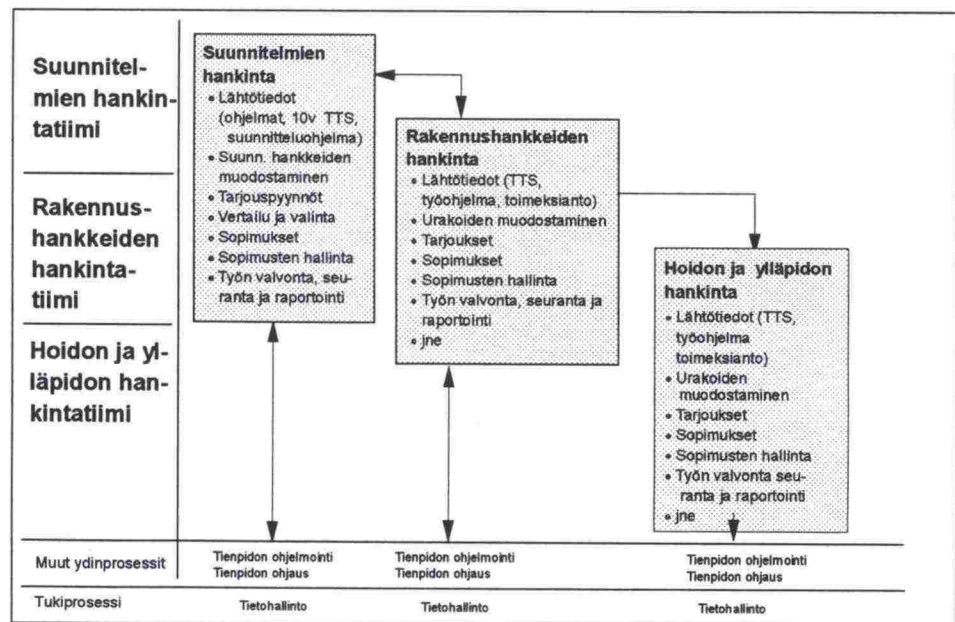 Suunnitel-
mien hankin-
tatiimi
Rakennus-
hankkeiden
hankinta-
tiimi
Hoidon ja yl-
läpidon han-
kintatiimi
Suunnitelmien
hankinta
• Lähtötiedot
(ohjelmat, 10v TTS,
suunnitteluohjelma)
• Suunn. hankkeiden
muodostaminen
• Tarjouspyynnöt
• Vertailu ja valinta
• Sopimukset
• Sopimusten hallinta
• Työn valvonta, seu-
ranta ja raportointi
Rakennushankkeiden
hankinta
• Lähtötiedot (TTS,
työohjelma, toimeksianto)
• Urakoiden muodostaminen
• Tarjoukset
• Sopimukset
• Sopimusten hallinta
• Työn valvonta, seuranta ja
raportointi
• jne
Hoidon ja ylläpidon
hankinta
• Lähtötiedot (TTS,
työohjelma
toimeksianto)
• Urakoiden
muodostaminen
• Tarjoukset
• Sopimukset
• Sopimusten hallinta
• Työn valvonta seu-
ranta ja raportointi
• jne
Muut ydinprosessit
Tienpidon ohjelmointi
Tienpidon ohjaus
Tienpidon ohjelmointi
Tienpidon ohjaus
Tienpidon ohjelmointi
Tienpidon ohjaus
Tukiprosessi
Tietohallinto
Tietohallinto
Tietohallinto